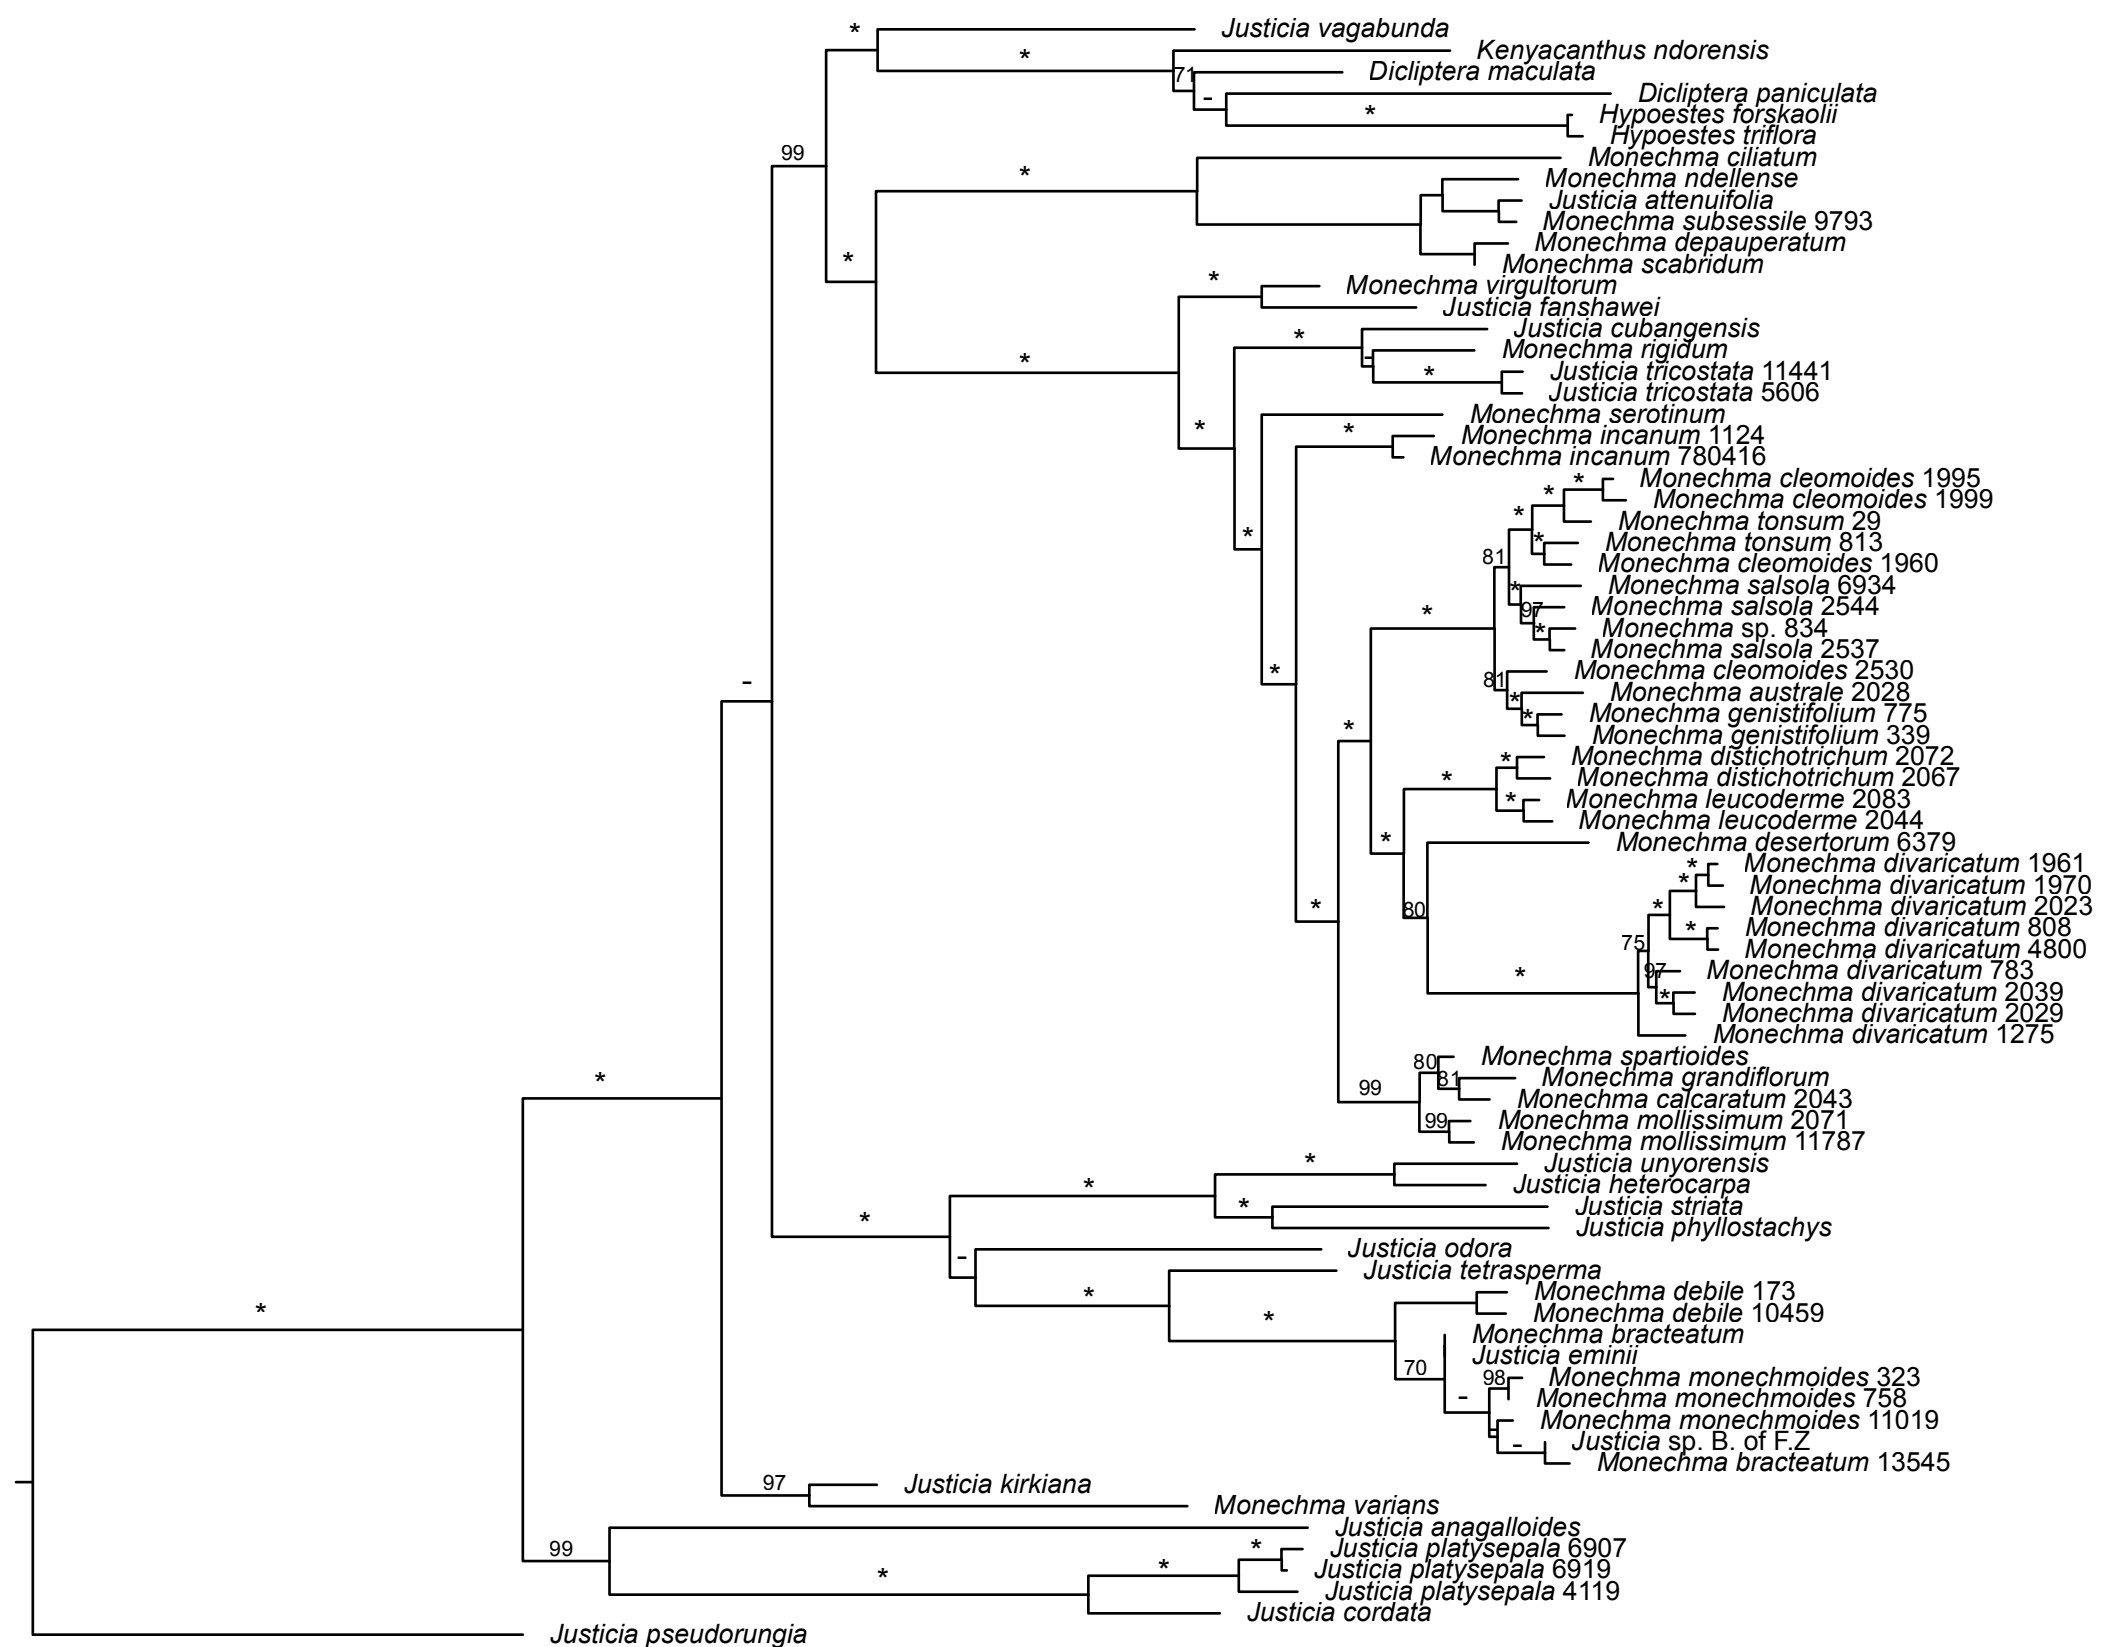 *
Justicia vagabunda
*
Kenyacanthus ndorensis
71
Dicliptera maculata
-
Dicliptera paniculata
*
Hypoestes forskaolii
Hypoestes triflora
99
*
Monechma ciliatum
Monechma ndellense
Justicia attenuifolia
Monechma subsessile 9793
Monechma depauperatum
*
Monechma scabridum
*
Monechma virgultorum
Justicia fanshawei
*
Justicia cubangensis
*
-
Monechma rigidum
*
Justicia tricostata 11441
Justicia tricostata 5606
*
Monechma serotinum
*
Monechma incanum 1124
Monechma incanum 780416
*
Monechma cleomoides 1995
*
Monechma cleomoides 1999
*
Monechma tonsum 29
*
*
Monechma tonsum 813
81
Monechma cleomoides 1960
*
Monechma salsola 6934
*
97
Monechma salsola 2544
*
Monechma sp. 834
Monechma salsola 2537
*
81
Monechma cleomoides 2530
*
Monechma australe 2028
*
Monechma genistifolium 775
*
Monechma genistifolium 339
*
Monechma distichotrichum 2072
*
Monechma distichotrichum 2067
*
Monechma leucoderme 2083
Monechma leucoderme 2044
*
Monechma desertorum 6379
*
Monechma divaricatum 1961
*
Monechma divaricatum 1970
*
80
*
Monechma divaricatum 2023
*
Monechma divaricatum 808
75
Monechma divaricatum 4800
*
97
Monechma divaricatum 783
*
Monechma divaricatum 2039
Monechma divaricatum 2029
Monechma divaricatum 1275
80
Monechma spartioides
99
81
Monechma grandiflorum
Monechma calcaratum 2043
99
Monechma mollissimum 2071
Monechma mollissimum 11787
-
*
*
*
Justicia unyorensis
Justicia heterocarpa
*
*
Justicia striata
Justicia phyllostachys
-
Justicia odora
Justicia tetrasperma
*
Monechma debile 173
*
*
Monechma debile 10459
Monechma bracteatum
Justicia eminii
70
98
Monechma monechmoides 323
-
Monechma monechmoides 758
Monechma monechmoides 11019
-
Justicia sp. B. of F.Z
Monechma bracteatum 13545
97
Justicia kirkiana
Monechma varians
99
Justicia anagalloides
*
Justicia platysepala 6907
*
*
Justicia platysepala 6919
Justicia platysepala 4119
Justicia cordata
Justicia pseudorungia